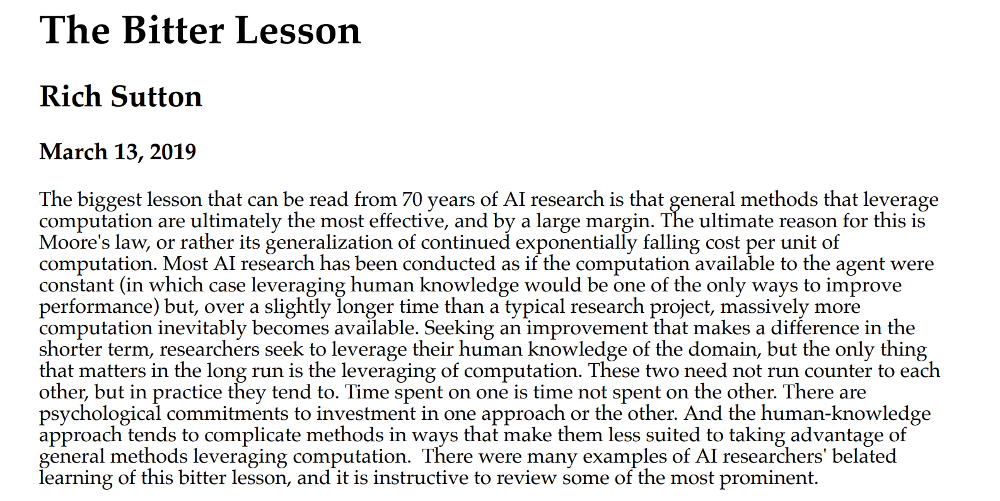 The Bitter Lesson
Rich Sutton
March 13, 2019
The biggest lesson that can be read from 70 years of AI research is that general methods that leverage
computation are ultimately the most effective, and by a large margin. The ultimate reason for this is
Moore's law, or rather its generalization of continued exponentially falling cost per unit of
computation. Most AI research has been conducted as if the computation available to the agent were
constant (in which case leveraging human knowledge would be one of the only ways to improve
performance) but, over a slightly longer time than a typical research project, massively more
computation inevitably becomes available. Seeking an improvement that makes a difference in the
shorter term, researchers seek to leverage their human knowledge of the domain, but the only thing
that matters in the long run is the leveraging of computation. These two need not run counter to each
other, but in practice they tend to. Time spent on one is time not spent on the other. There are
psychological commitments to investment in one approach or the other. And the human-knowledge
approach tends to complicate methods in ways that make them less suited to taking advantage of
general methods leveraging computation.  There were many examples of AI researchers' belated
learning of this bitter lesson, and it is instructive to review some of the most prominent.